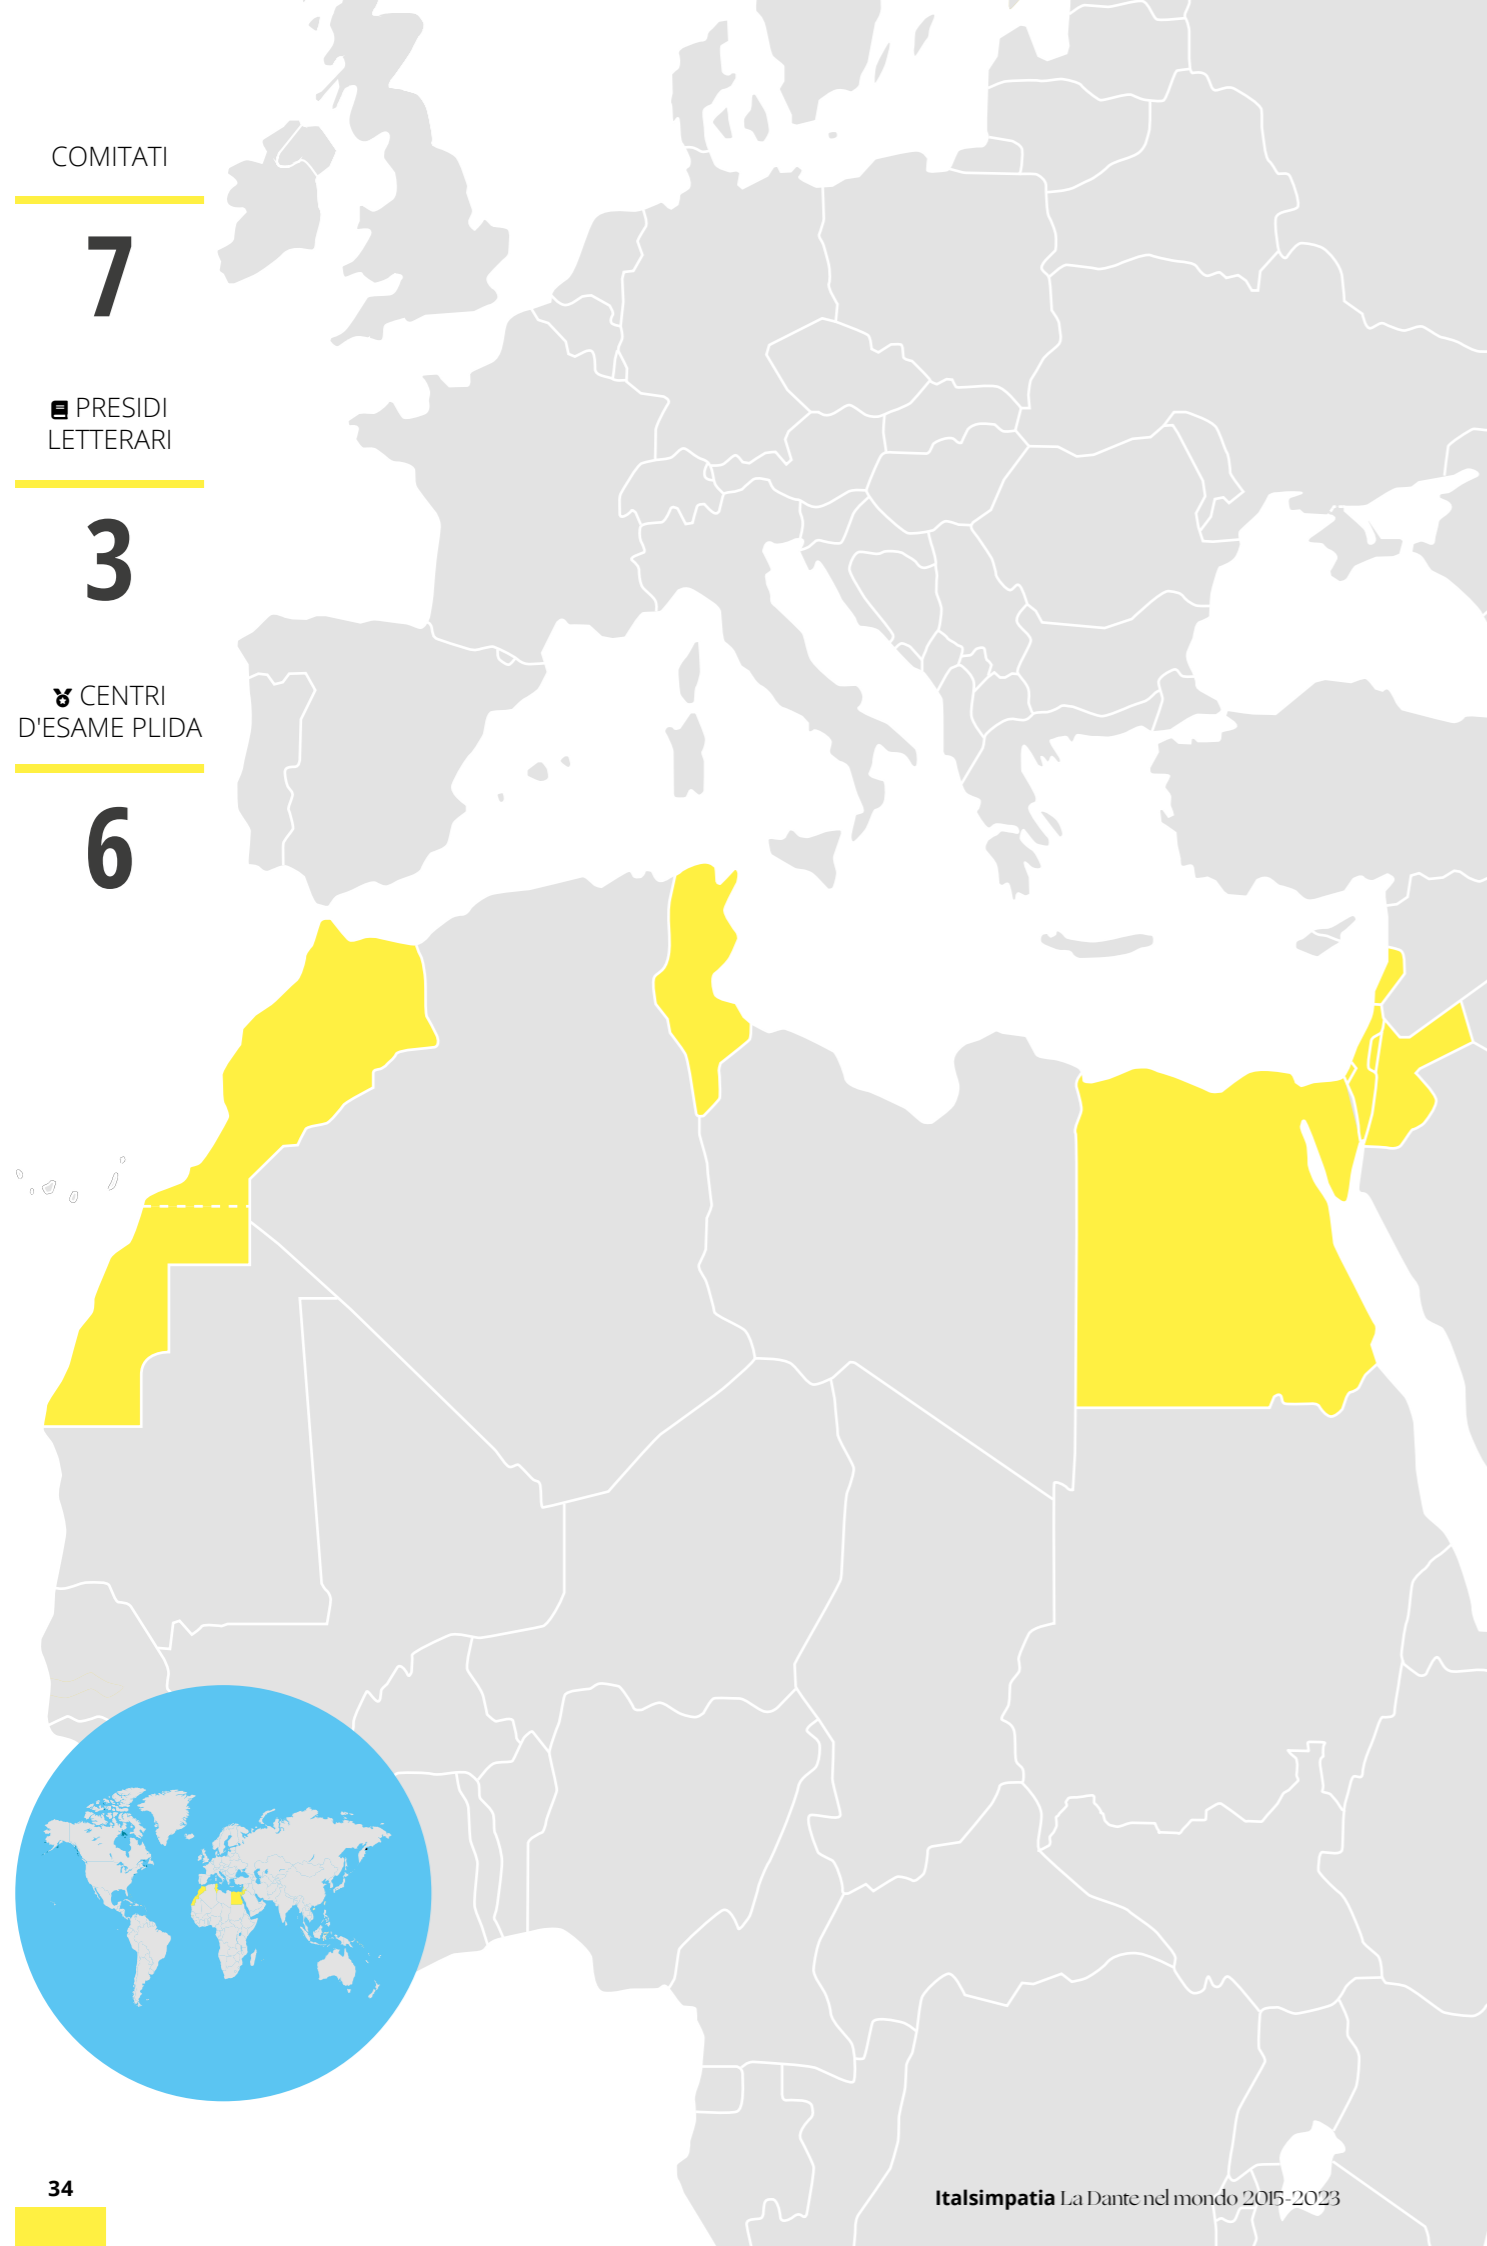 COMITATI
7
PRESIDI
LETTERARI
3
CENTRI
D'ESAME PLIDA
6
34
Italsimpatia La Dante nel mondo 2015-2023